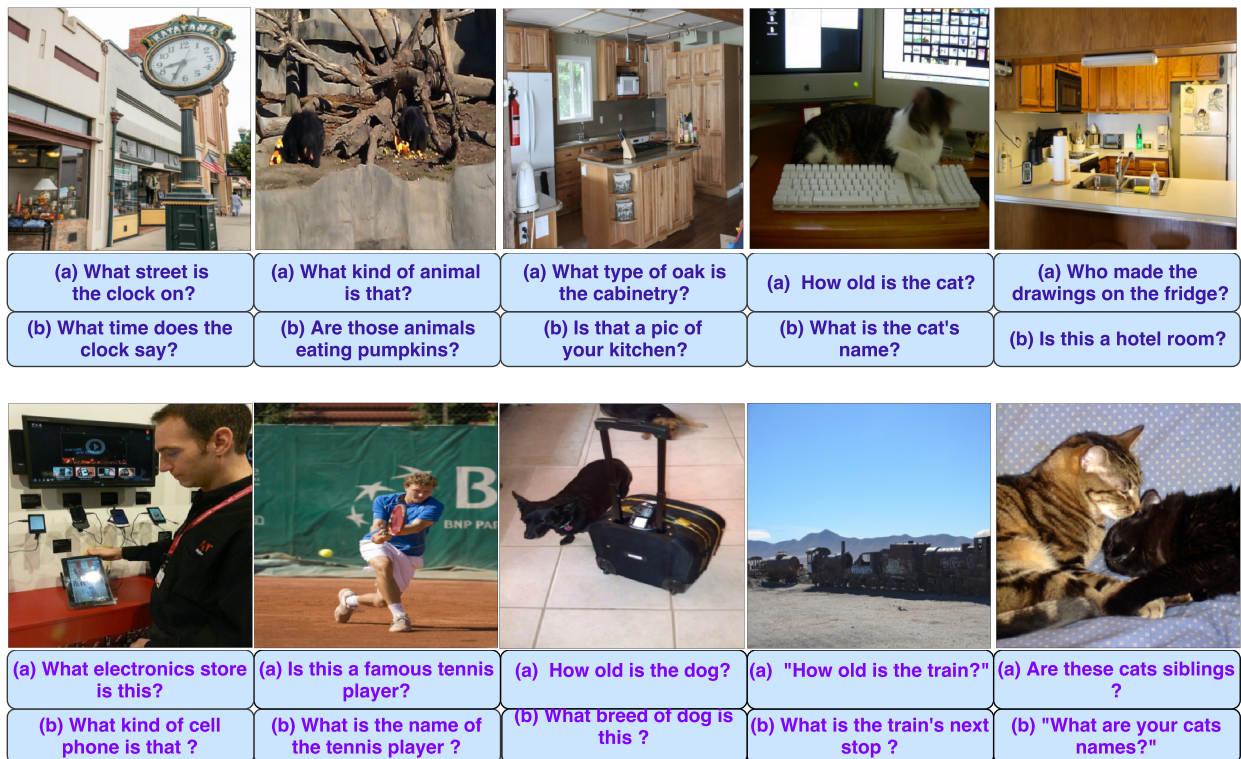 KATAYAMA
(a) What street is
the clock on?
(a) What kind of animal
is that?
(a) What type of oak is
the cabinetry?
(a) How old is the cat?
(a) Who made the
drawings on the fridge?
(b) What time does the
clock say?
(b) Are those animals
eating pumpkins?
(b) Is that a pic of
your kitchen?
(b) What is the cat's
name?
(b) Is this a hotel room?
B
BNP PAR
(a) What electronics store
is this?
(a) Is this a famous tennis
player?
(a) How old is the dog?
(a) "How old is the train?"
(a) Are these cats siblings
?
(b) What kind of cell
phone is that ?
(b) What is the name of
the tennis player ?
(b) What breed of dog is
this ?
(b) What is the train's next
stop ?
(b) "What are your cats
names?"